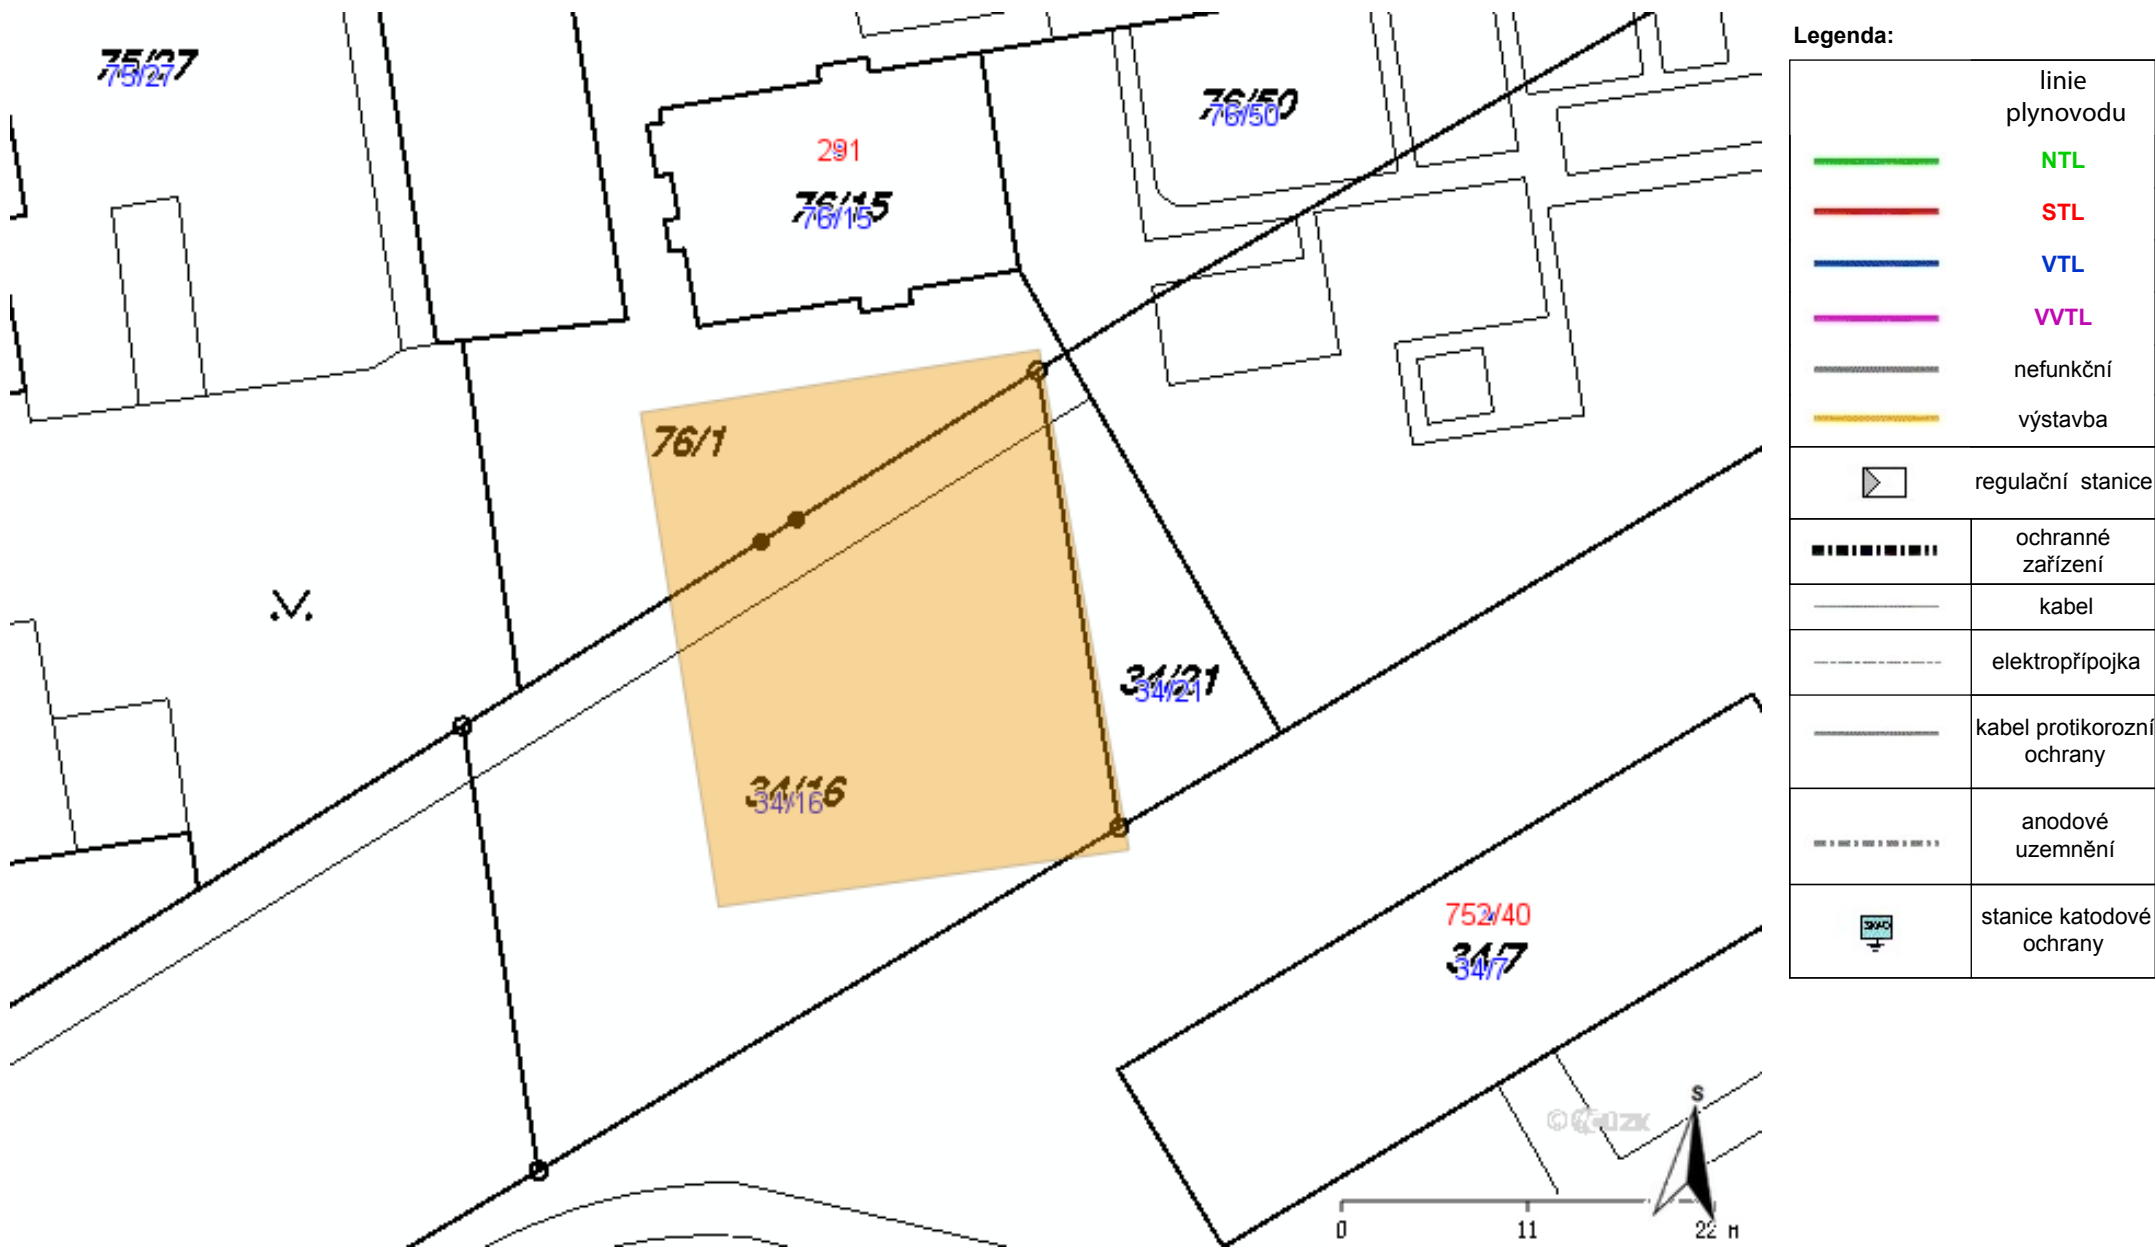 75/27
75/27
291
76/15
76/15
76/50
76/50
76/1
34/16
34/16
34/21
34/21
752/40
34/7
34/7
S
0 11 22 M
Legenda:
linie
plynovodu
NTL
STL
VTL
VVTL
nefunkční
výstavba
regulační stanice
ochranné
zařízení
kabel
elektropřípojka
kabel protikorozní
ochrany
anodové
uzemnění
stanice katodové
ochrany